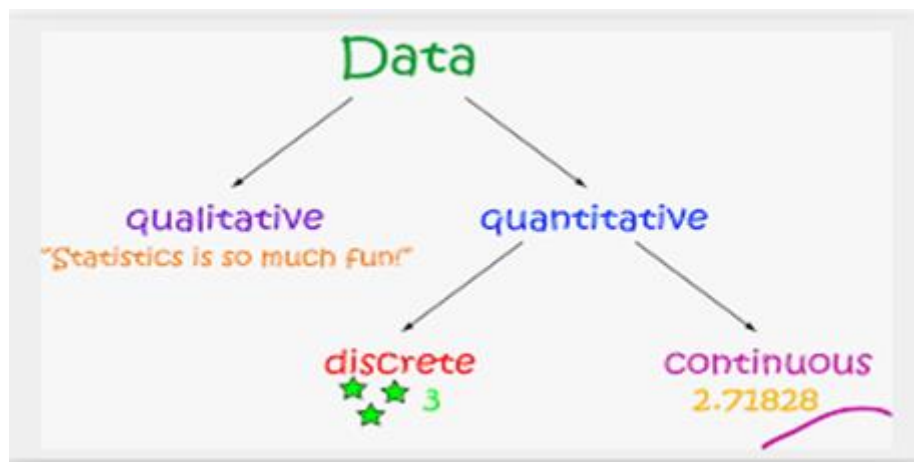 Data
qualitative quantitative
"Statistics is so much fun!"
discrete continuous
3 2.71828